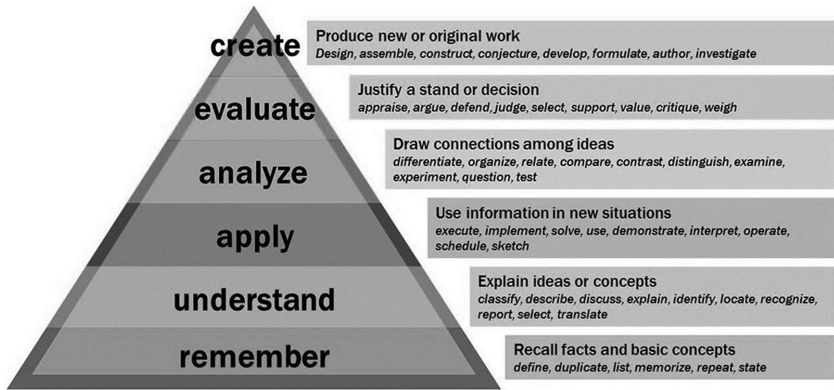 create
Produce new or original work
Design, assemble, construct, conjecture, develop, formulate, author, investigate
evaluate
Justify a stand or decision
appraise, argue, defend, judge, select, support, value, critique, weigh
analyze
Draw connections among ideas
differentiate, organize, relate, compare, contrast, distinguish, examine,
experiment, question, test
apply
Use information in new situations
execute, implement, solve, use, demonstrate, interpret, operate,
schedule, sketch
understand
Explain ideas or concepts
classify, describe, discuss, explain, identify, locate, recognize,
report, select, translate
remember
Recall facts and basic concepts
define, duplicate, list, memorize, repeat, state